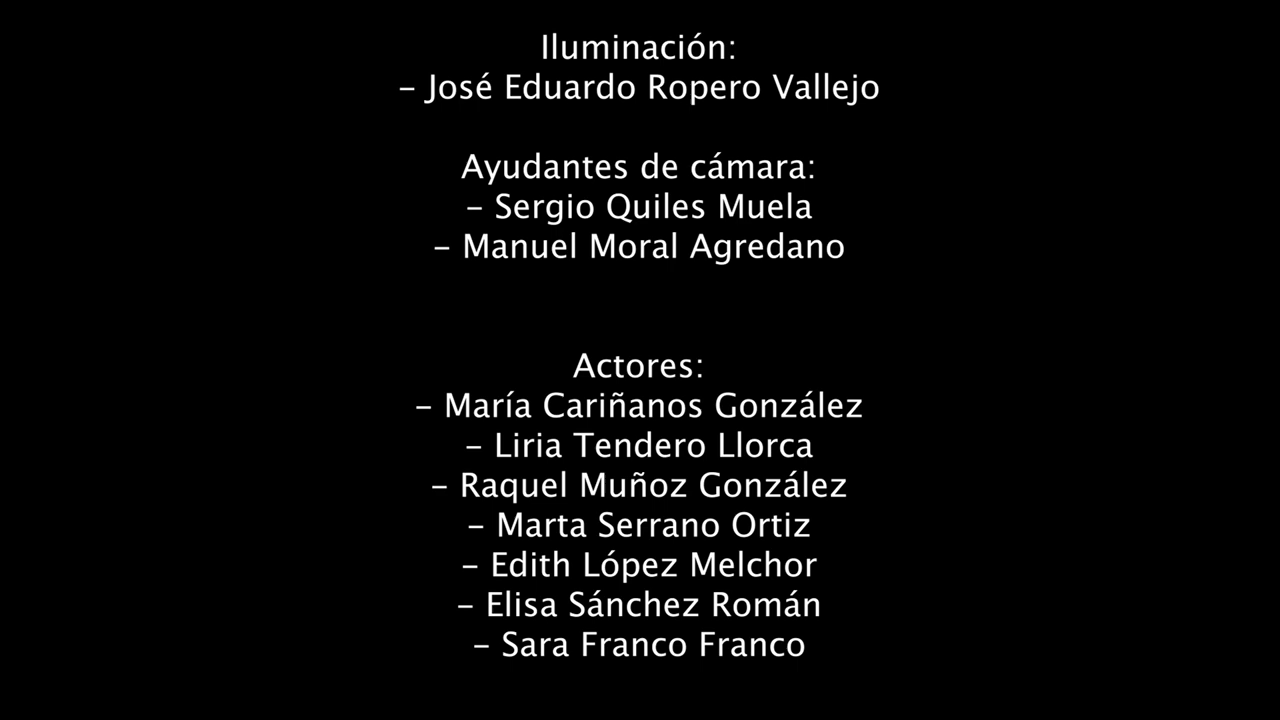 Iluminación:
– José Eduardo Ropero Vallejo
Ayudantes de cámara:
– Sergio Quiles Muela
– Manuel Moral Agredano
Actores:
– María Cariñanos González
– Liria Tendero Llorca
– Raquel Muñoz González
– Marta Serrano Ortiz
– Edith López Melchor
– Elisa Sánchez Román
– Sara Franco Franco